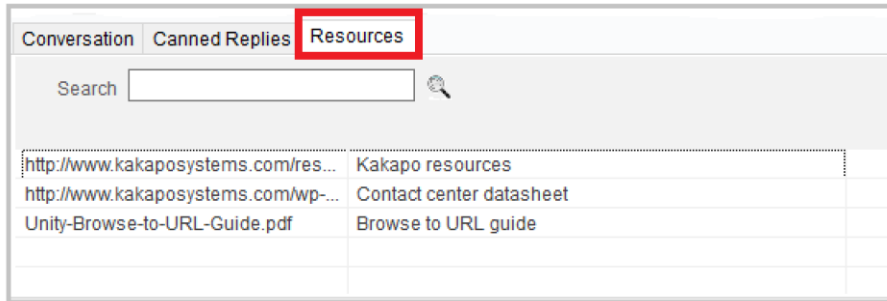 Conversation Canned Replies Resources
Search
http://www.kakaposystems.com/res... Kakapo resources
http://www.kakaposystems.com/wp-... Contact center datasheet
Unity-Browse-to-URL-Guide.pdf Browse to URL guide